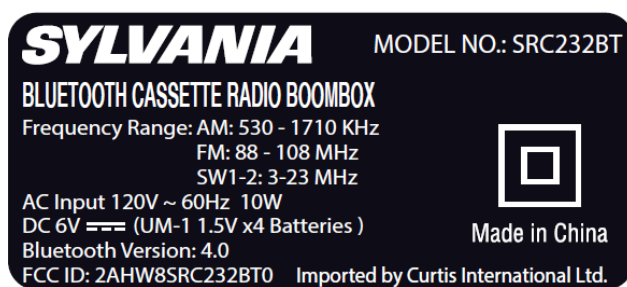 SYLVANIA MODEL NO.: SRC232BT
BLUETOOTH CASSETTE RADIO BOOMBOX
Frequency Range: AM: 530 - 1710 KHz
FM: 88 - 108 MHz
SW1-2: 3-23 MHz
AC Input 120V ~ 60Hz 10W
DC 6V ⎓ (UM-1 1.5V x4 Batteries )
Bluetooth Version: 4.0
Made in China
FCC ID: 2AHW8SRC232BT0 Imported by Curtis International Ltd.